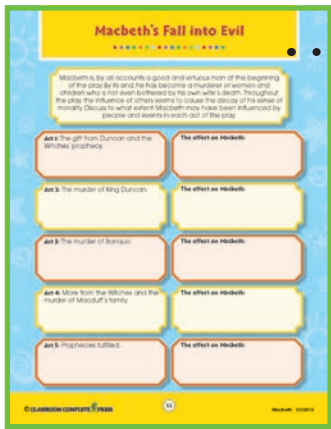 Macbeth's Fall into Evil
Macbeth is by all accounts a good and virtuous man at the beginning
of the play. By its end, he has become a murderer of women and
children who is not even bothered by his own wife's death. Throughout
the play, the influence of others seems to cause the decay of his sense of
morality. Discuss to what extent Macbeth may have been influenced by
people and events in each act of the play.
Act 1: The gift from Duncan and the
Witches' prophecy.
The effect on Macbeth:
Act 2: The murder of King Duncan.
The effect on Macbeth:
Act 3: The murder of Banquo.
The effect on Macbeth:
Act 4: More from the Witches and the
murder of Macduff's family.
The effect on Macbeth:
Act 5: Prophecies fulfilled.
The effect on Macbeth:
© CLASSROOM COMPLETE PRESS
53
Macbeth